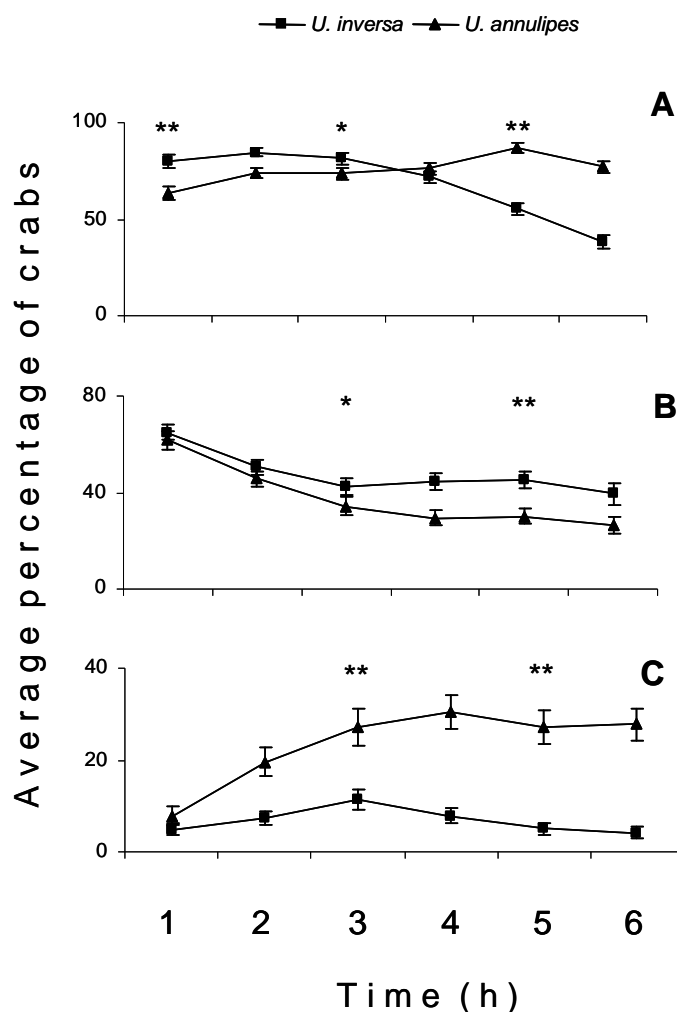 U. inversa U. annulipes
A
100
** * **
50
0
80
B
* **
40
0
40
C
** **
20
0
1 2 3 4 5 6
Time (h)
Average percentage of crabs